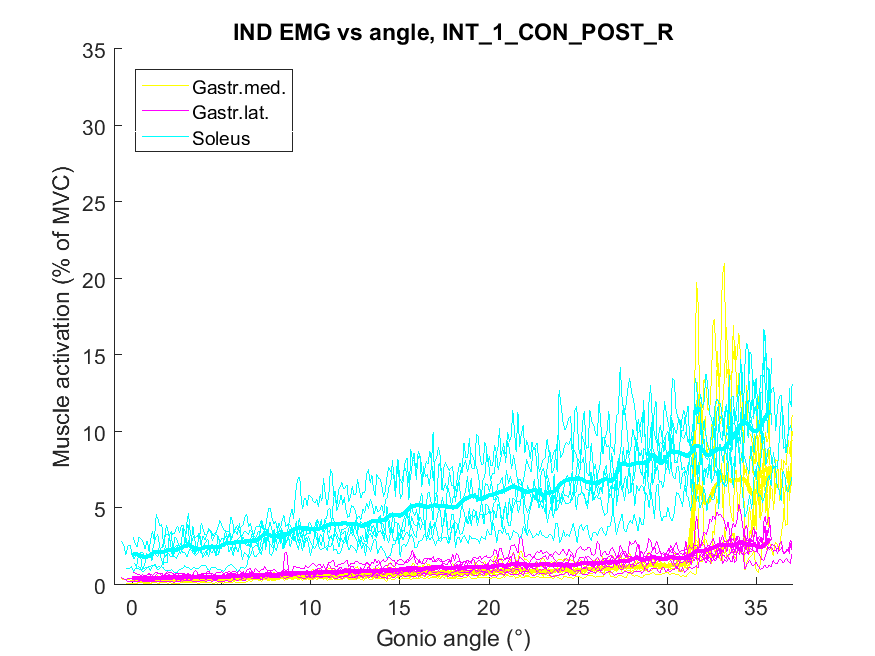 IND EMG vs angle, INT_1_CON_POST_R
35
30
25
20
15
10
5
0
Muscle activation (% of MVC)
Gastr.med.
Gastr.lat.
Soleus
0 5 10 15 20 25 30 35
Gonio angle (°)